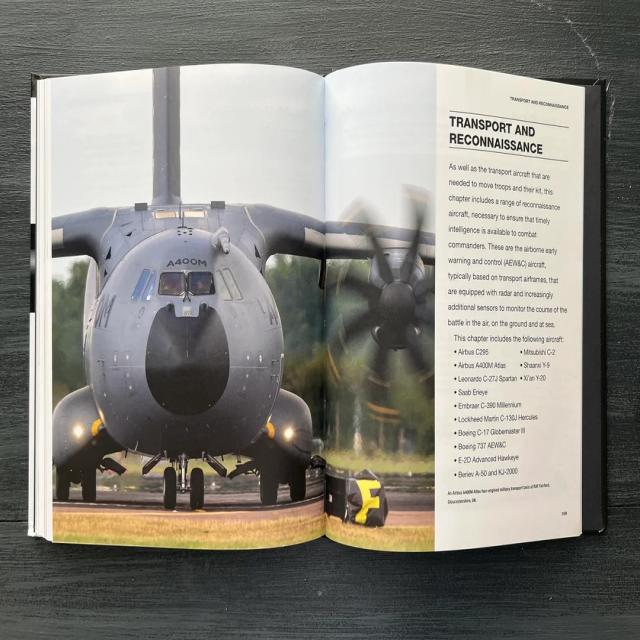 A400M
TRANSPORT AND RECONNAISSANCE
TRANSPORT AND
RECONNAISSANCE
As well as the transport aircraft that are
needed to move troops and their kit, this
chapter includes a range of reconnaissance
aircraft, necessary to ensure that timely
intelligence is available to combat
commanders. These are the airborne early
warning and control (AEW&C) aircraft,
typically based on transport airframes, that
are equipped with radar and increasingly
additional sensors to monitor the course of the
battle in the air, on the ground and at sea.
This chapter includes the following aircraft:
• Airbus C295
• Airbus A400M Atlas
• Leonardo C-27J Spartan
• Saab Erieye
• Embraer C-390 Millennium
• Lockheed Martin C-130J Hercules
• Boeing C-17 Globemaster III
• Boeing 737 AEW&C
• E-2D Advanced Hawkeye
• Beriev A-50 and KJ-2000
• Mitsubishi C-2
• Shaanxi Y-9
• Xi'an Y-20
An Airbus A400M Atlas four-engined military transport taxis at RAF Fairford,
Gloucestershire, UK.